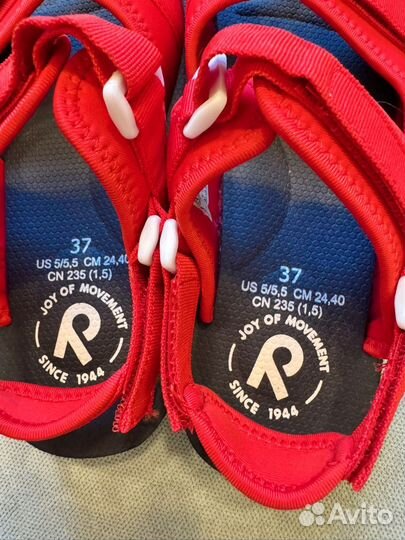 37
US 5/5,5 CM 24,40
CN 235 (1,5)
JOY OF MOVEMENT
R
SINCE 1944
37
US 5/5,5 CM 24,40
CN 235 (1,5)
JOY OF MOVEMENT
R
SINCE 1944
Avito